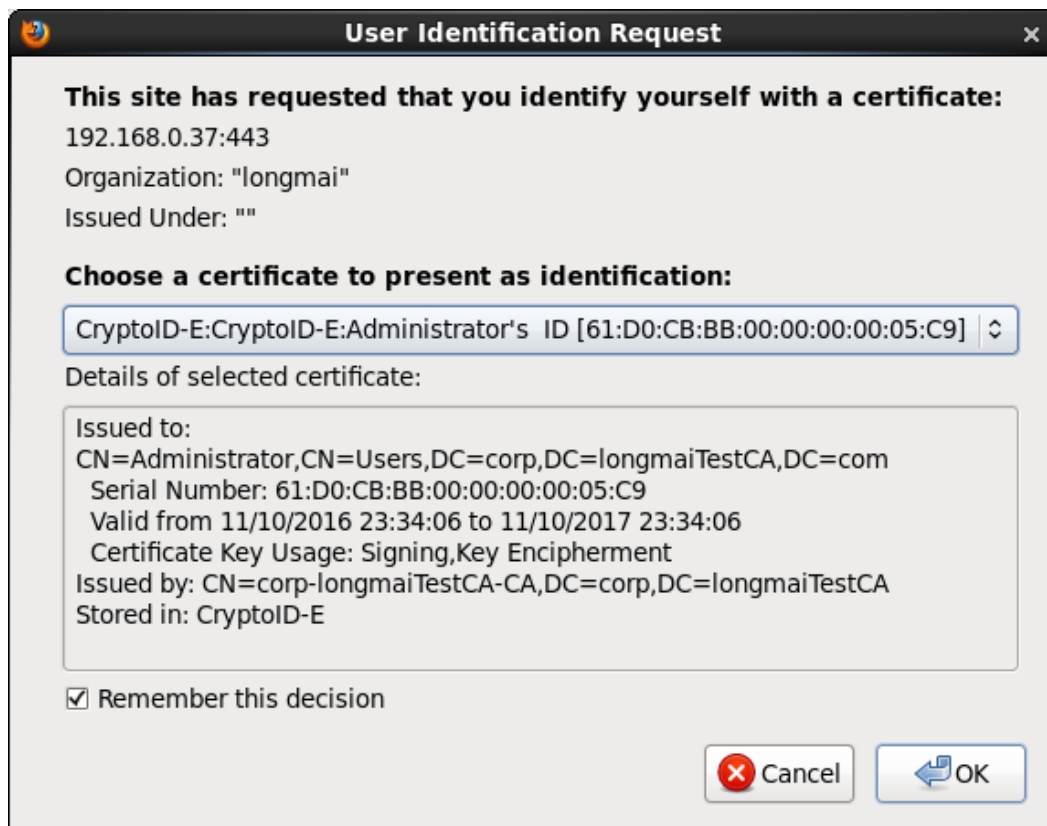 User Identification Request
This site has requested that you identify yourself with a certificate:
192.168.0.37:443
Organization: "longmai"
Issued Under: ""
Choose a certificate to present as identification:
CryptoID-E:CryptoID-E:Administrator's  ID [61:D0:CB:BB:00:00:00:00:05:C9]
Details of selected certificate:
Issued to:
CN=Administrator,CN=Users,DC=corp,DC=longmaiTestCA,DC=com
Serial Number: 61:D0:CB:BB:00:00:00:00:05:C9
Valid from 11/10/2016 23:34:06 to 11/10/2017 23:34:06
Certificate Key Usage: Signing,Key Encipherment
Issued by: CN=corp-longmaiTestCA-CA,DC=corp,DC=longmaiTestCA
Stored in: CryptoID-E
Remember this decision
Cancel
OK